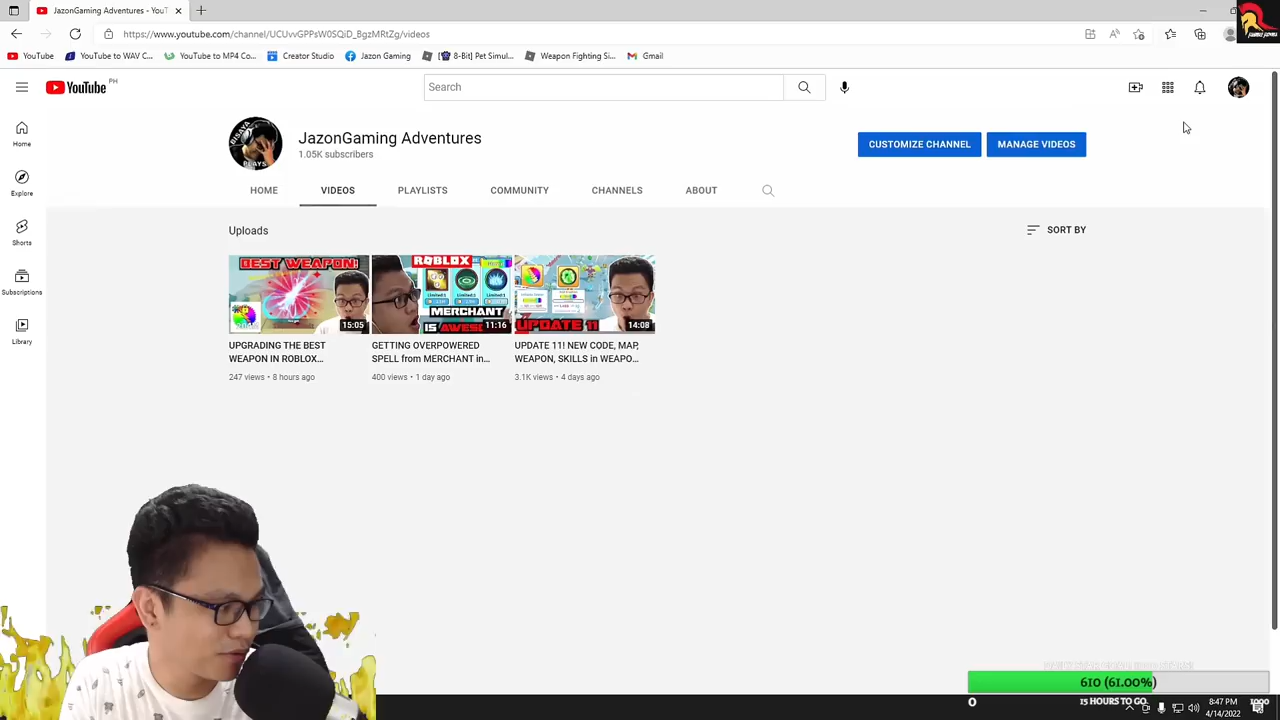 JazonGaming Adventures - YouT
https://www.youtube.com/channel/UCUvvGPPsW0SQiD_BgzMRtZg/videos
YouTube
YouTube to WAV C...
YouTube to MP4 Co...
Creator Studio
Jazon Gaming
[8-Bit] Pet Simul...
Weapon Fighting Si...
Gmail
YouTube PH
Search
Home
Explore
Shorts
Subscriptions
Library
BISAYA
PLAYS
JazonGaming Adventures
1.05K subscribers
CUSTOMIZE CHANNEL
MANAGE VIDEOS
HOME
VIDEOS
PLAYLISTS
COMMUNITY
CHANNELS
ABOUT
Uploads
SORT BY
BEST WEAPON!
15:05
UPGRADING THE BEST
WEAPON IN ROBLOX...
247 views • 8 hours ago
ROBLOX
MERCHANT
IS AWESO
11:16
GETTING OVERPOWERED
SPELL from MERCHANT in...
400 views • 1 day ago
UPDATE 11
14:08
UPDATE 11! NEW CODE, MAP,
WEAPON, SKILLS in WEAPO...
3.1K views • 4 days ago
610 (61.00%)
0
15 HOURS TO GO
1000
8:47 PM
4/14/2022